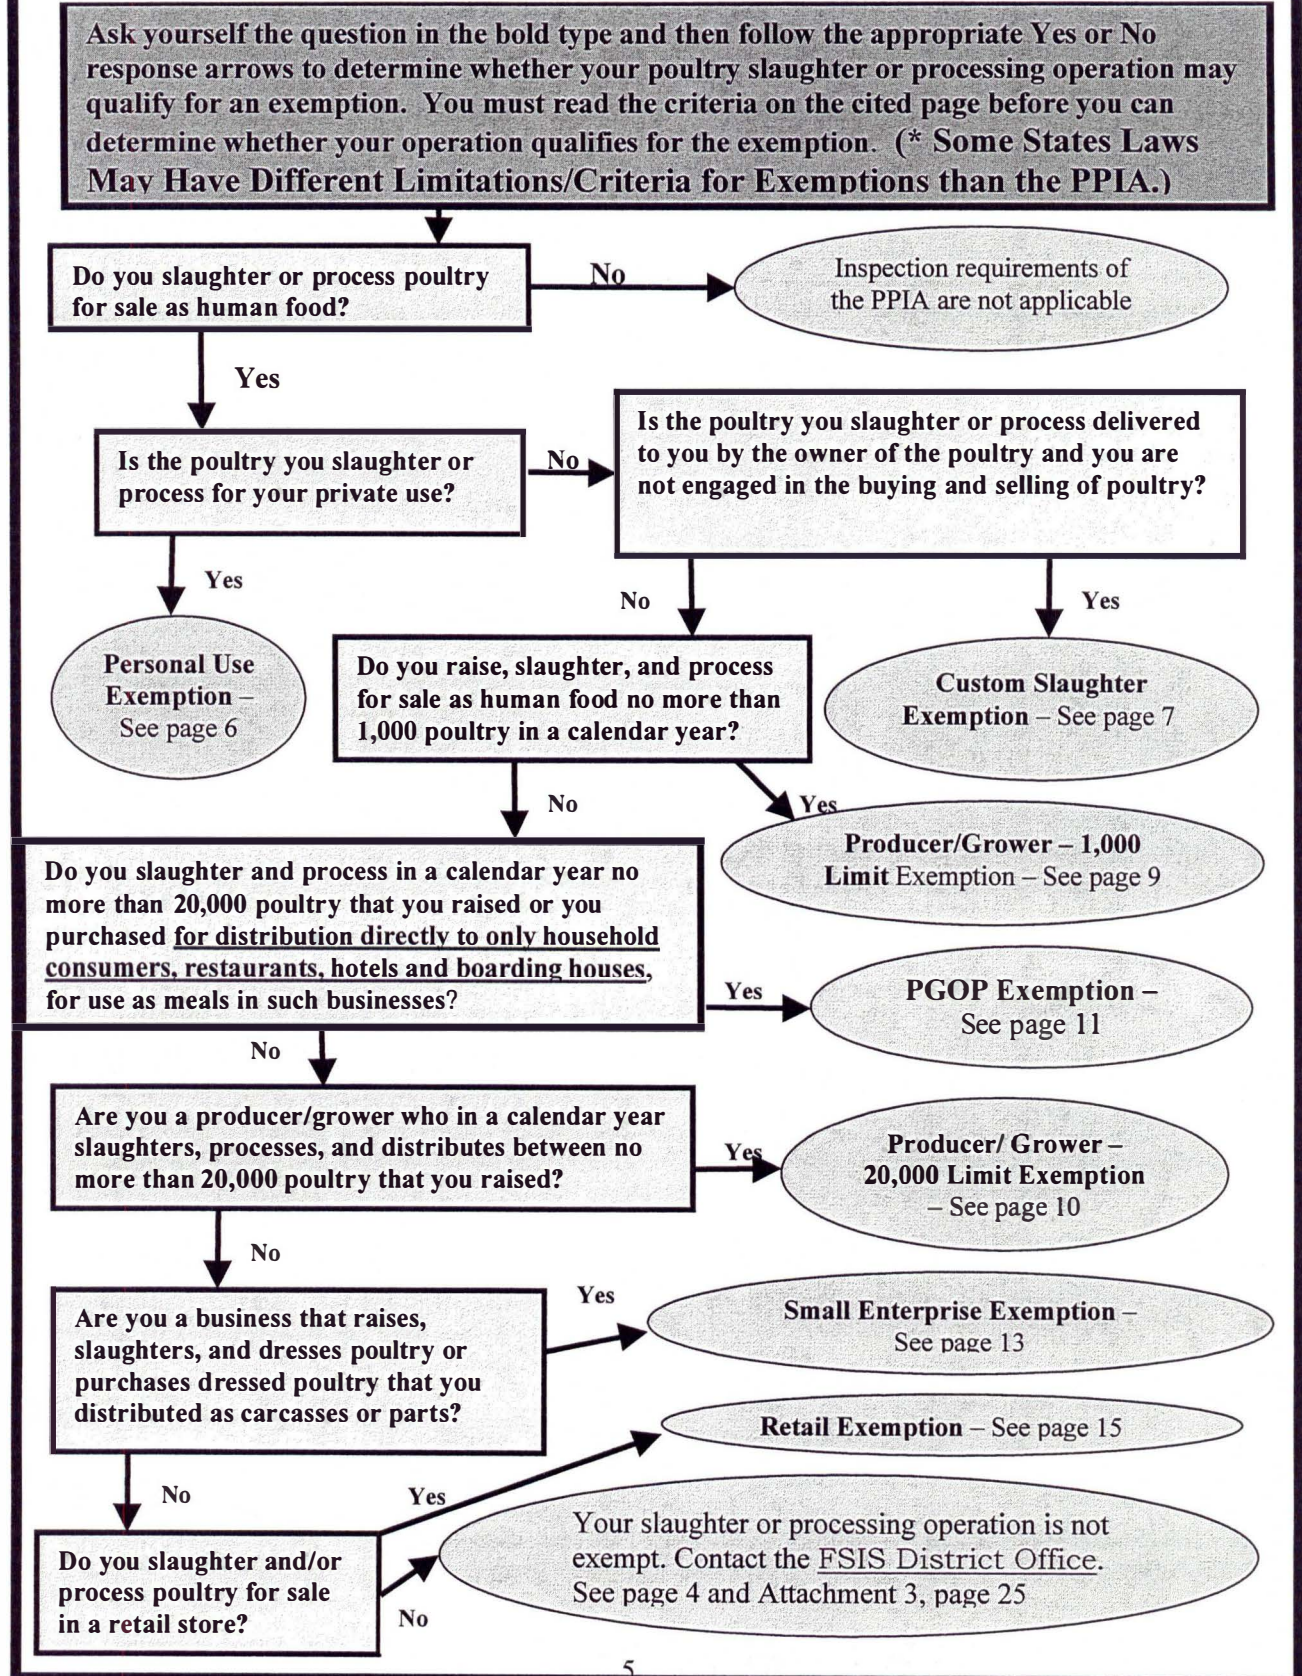 Ask yourself the question in the bold type and then follow the appropriate Yes or No
response arrows to determine whether your poultry slaughter or processing operation may
qualify for an exemption. You must read the criteria on the cited page before you can
determine whether your operation qualifies for the exemption. (* Some States Laws
May Have Different Limitations/Criteria for Exemptions than the PPIA.)
Do you slaughter or process poultry
for sale as human food?
No
Inspection requirements of
the PPIA are not applicable
Yes
Is the poultry you slaughter or
process for your private use?
No
Is the poultry you slaughter or process delivered
to you by the owner of the poultry and you are
not engaged in the buying and selling of poultry?
Yes
No
Yes
Personal Use
Exemption –
See page 6
Do you raise, slaughter, and process
for sale as human food no more than
1,000 poultry in a calendar year?
Custom Slaughter
Exemption – See page 7
No
Yes
Producer/Grower – 1,000
Limit Exemption – See page 9
Do you slaughter and process in a calendar year no
more than 20,000 poultry that you raised or you
purchased for distribution directly to only household
consumers, restaurants, hotels and boarding houses,
for use as meals in such businesses?
Yes
PGOP Exemption –
See page 11
No
Are you a producer/grower who in a calendar year
slaughters, processes, and distributes between no
more than 20,000 poultry that you raised?
Yes
Producer/ Grower –
20,000 Limit Exemption
– See page 10
No
Are you a business that raises,
slaughters, and dresses poultry or
purchases dressed poultry that you
distributed as carcasses or parts?
Yes
Small Enterprise Exemption –
See page 13
Retail Exemption – See page 15
No
Yes
Do you slaughter and/or
process poultry for sale
in a retail store?
No
Your slaughter or processing operation is not
exempt. Contact the FSIS District Office.
See page 4 and Attachment 3, page 25
5